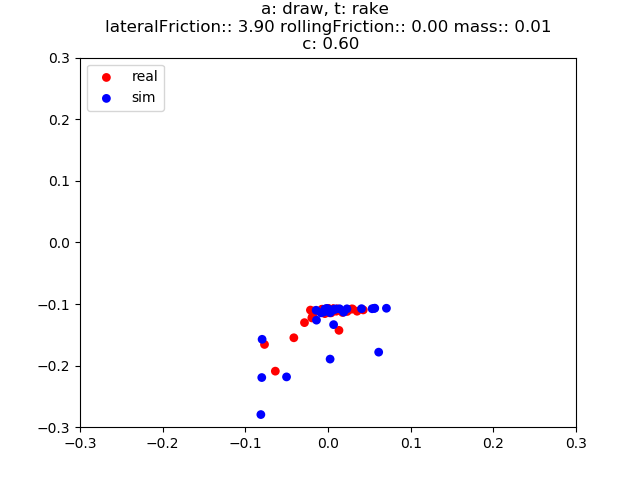 a: draw, t: rake
lateralFriction:: 3.90 rollingFriction:: 0.00 mass:: 0.01
c: 0.60
real
sim
0.3
0.2
0.1
0.0
−0.1
−0.2
−0.3
−0.3
−0.2
−0.1
0.0
0.1
0.2
0.3